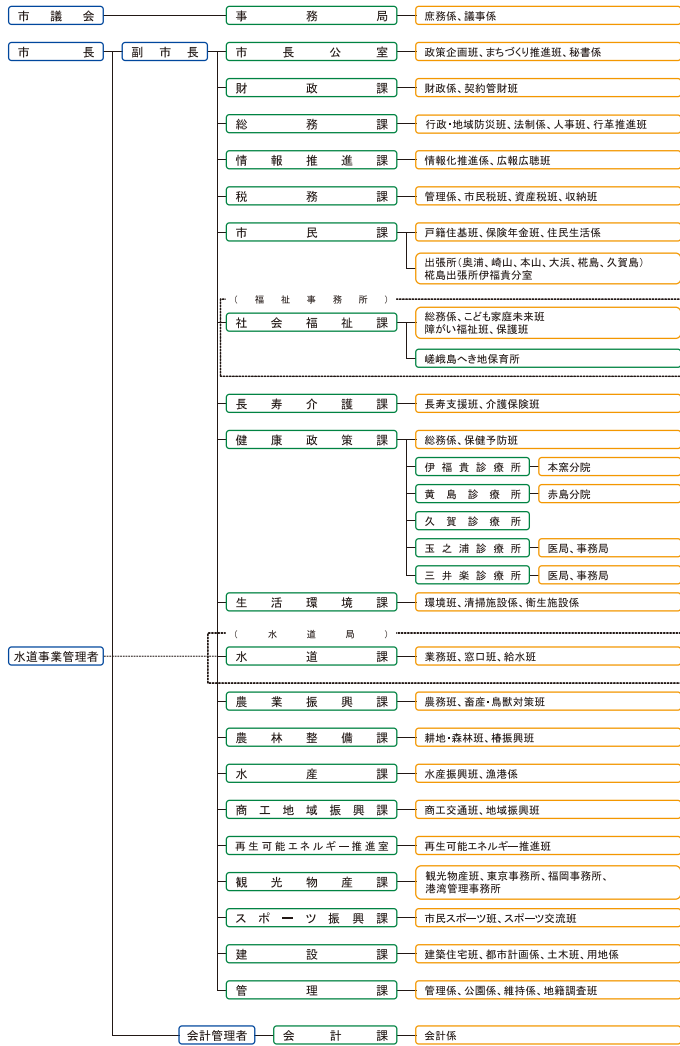 市議会 事務局 庶務係、議事係
市長 副市長 市長公室 政策企画班、まちづくり推進班、秘書係
財政課 財政係、契約管財班
総務課 行政・地域防災班、法制係、人事班、行革推進班
情報推進課 情報化推進係、広報広聴班
税務課 管理係、市民税班、資産税班、収納班
市民課 戸籍住基班、保険年金班、住民生活係
出張所(奥浦、崎山、本山、大浜、椛島、久賀島)
椛島出張所伊福貴分室
(福祉事務所)
社会福祉課 総務係、こども家庭未来班
障がい福祉班、保護班
嵯峨島へき地保育所
長寿介護課 長寿支援班、介護保険班
健康政策課 総務係、保健予防班
伊福貴診療所 本窯分院
黄島診療所 赤島分院
久賀診療所
玉之浦診療所 医局、事務局
三井楽診療所 医局、事務局
生活環境課 環境班、清掃施設係、衛生施設係
(水道局)
水道事業管理者 水道課 業務班、窓口班、給水班
農業振興課 農務班、畜産・鳥獣対策班
農林整備課 耕地・森林班、椿振興班
水産課 水産振興班、漁港係
商工地域振興課 商工交通班、地域振興班
再生可能エネルギー推進室 再生可能エネルギー推進班
観光物産課 観光物産班、東京事務所、福岡事務所、
港湾管理事務所
スポーツ振興課 市民スポーツ班、スポーツ交流班
建設課 建築住宅班、都市計画係、土木班、用地係
管理課 管理係、公園係、維持係、地籍調査班
会計管理者 会計課 会計係